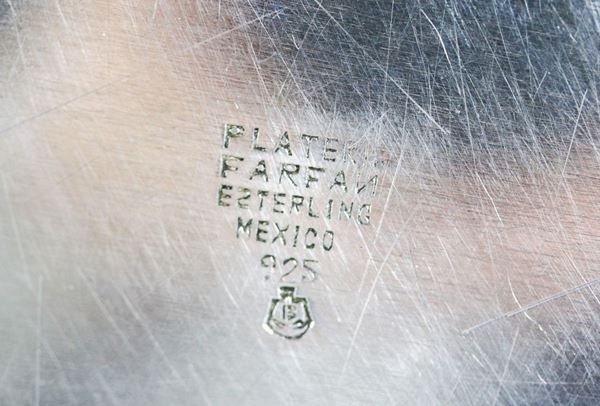 PLATERIA
FARFAN
ESTERLING
MEXICO
925